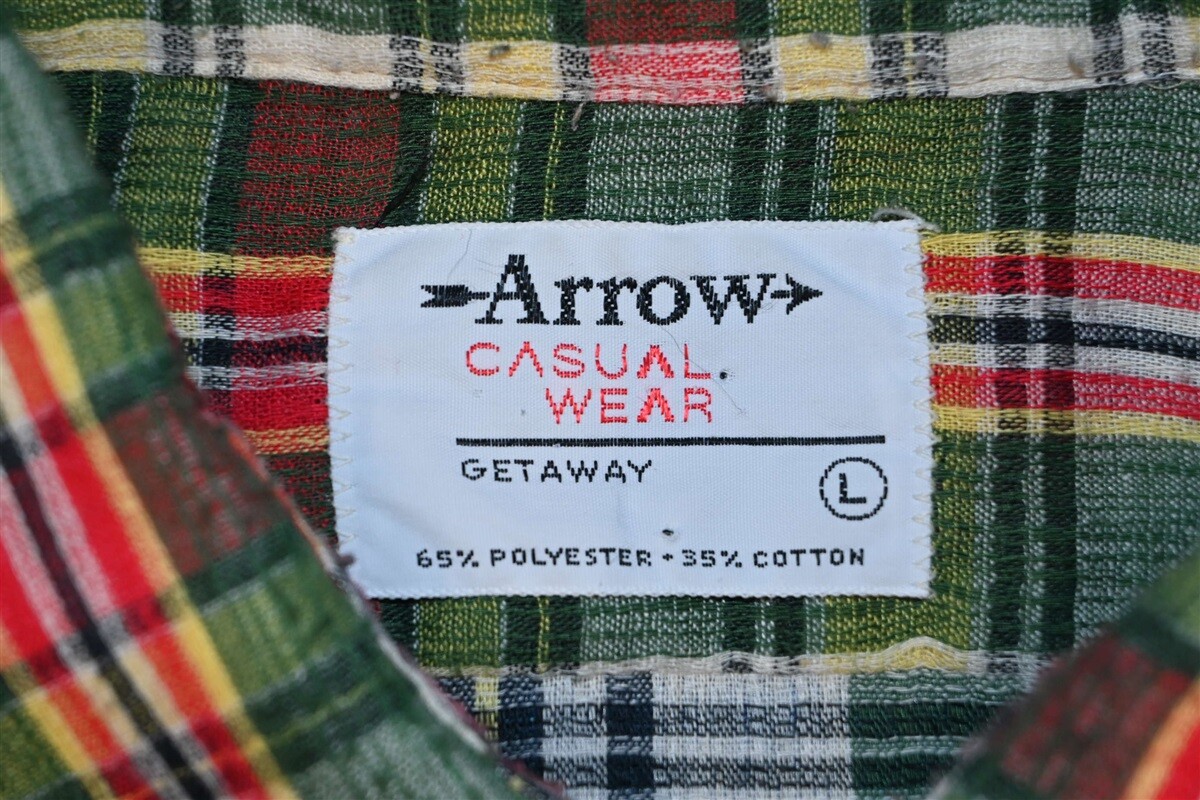 Arrow
CASUAL
WEAR
GETAWAY
L
65% POLYESTER • 35% COTTON